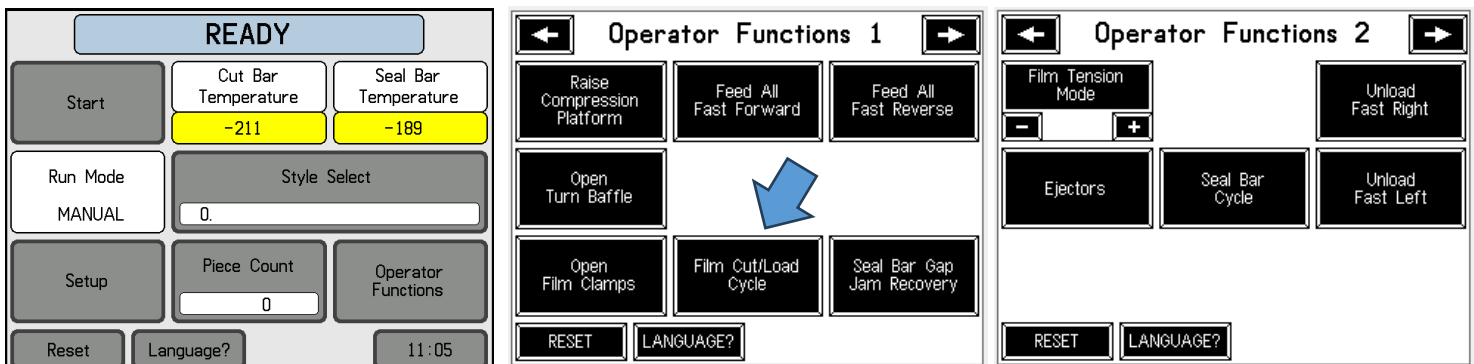 READY
Start
Cut Bar
Temperature
-211
Seal Bar
Temperature
-189
Run Mode
MANUAL
Style Select
0.
Setup
Piece Count
0
Operator
Functions
Reset
Language?
11:05
Operator Functions 1
Raise
Compression
Platform
Feed All
Fast Forward
Feed All
Fast Reverse
Open
Turn Baffle
Open
Film Clamps
Film Cut/Load
Cycle
Seal Bar Gap
Jam Recovery
RESET
LANGUAGE?
Operator Functions 2
Film Tension
Mode
-
+
Unload
Fast Right
Ejectors
Seal Bar
Cycle
Unload
Fast Left
RESET
LANGUAGE?